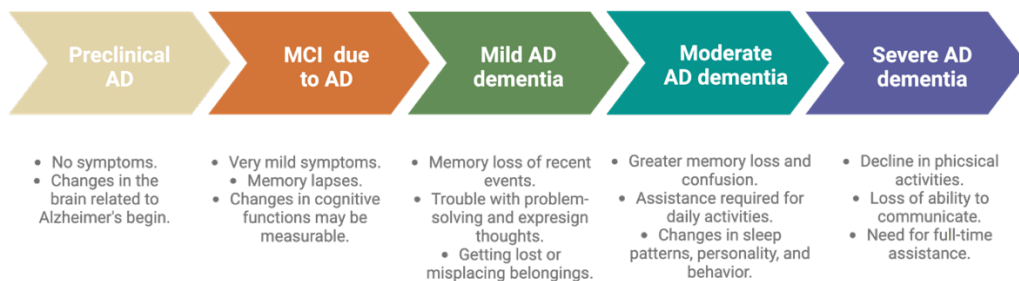 Preclinical
AD
MCI due
to AD
Mild AD
dementia
Moderate
AD dementia
Severe AD
dementia
• No symptoms.
• Changes in the
brain related to
Alzheimer's begin.
• Very mild symptoms.
• Memory lapses.
• Changes in cognitive
functions may be
measurable.
• Memory loss of recent
events.
• Trouble with problem-
solving and expresign
thoughts.
• Getting lost or
misplacing belongings.
• Greater memory loss and
confusion.
• Assistance required for
daily activities.
• Changes in sleep
patterns, personality, and
behavior.
• Decline in phicsical
activities.
• Loss of ability to
communicate.
• Need for full-time
assistance.